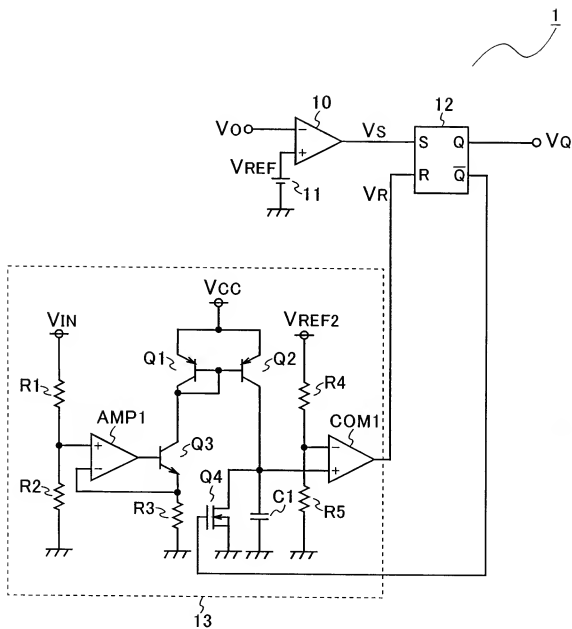 1
10
12
VO
−
+
VS
S
Q
VQ
VREF
11
VR
R
Q̅
VCC
VIN
VREF2
Q1
Q2
R1
R4
AMP1
COM1
+
−
Q3
−
+
R2
Q4
C1
R5
R3
13